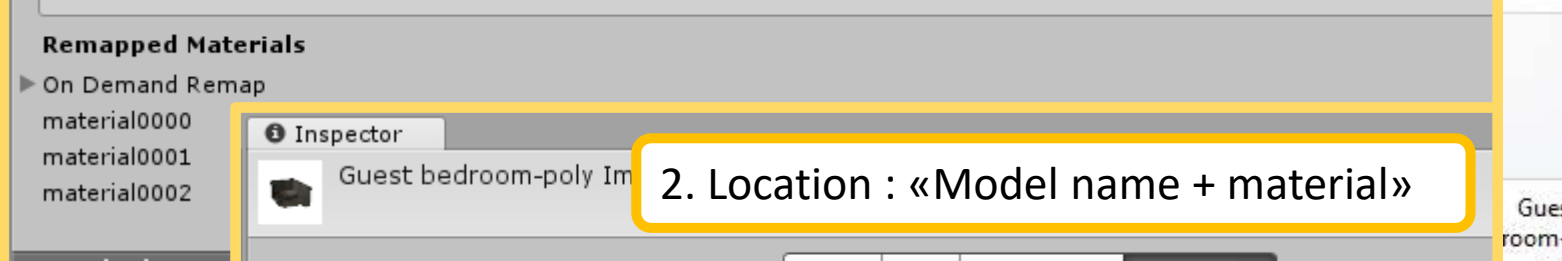 Remapped Materials
On Demand Remap
material0000
material0001
material0002
Inspector
Guest bedroom-poly Im
2. Location : «Model name + material»
Gues
room-